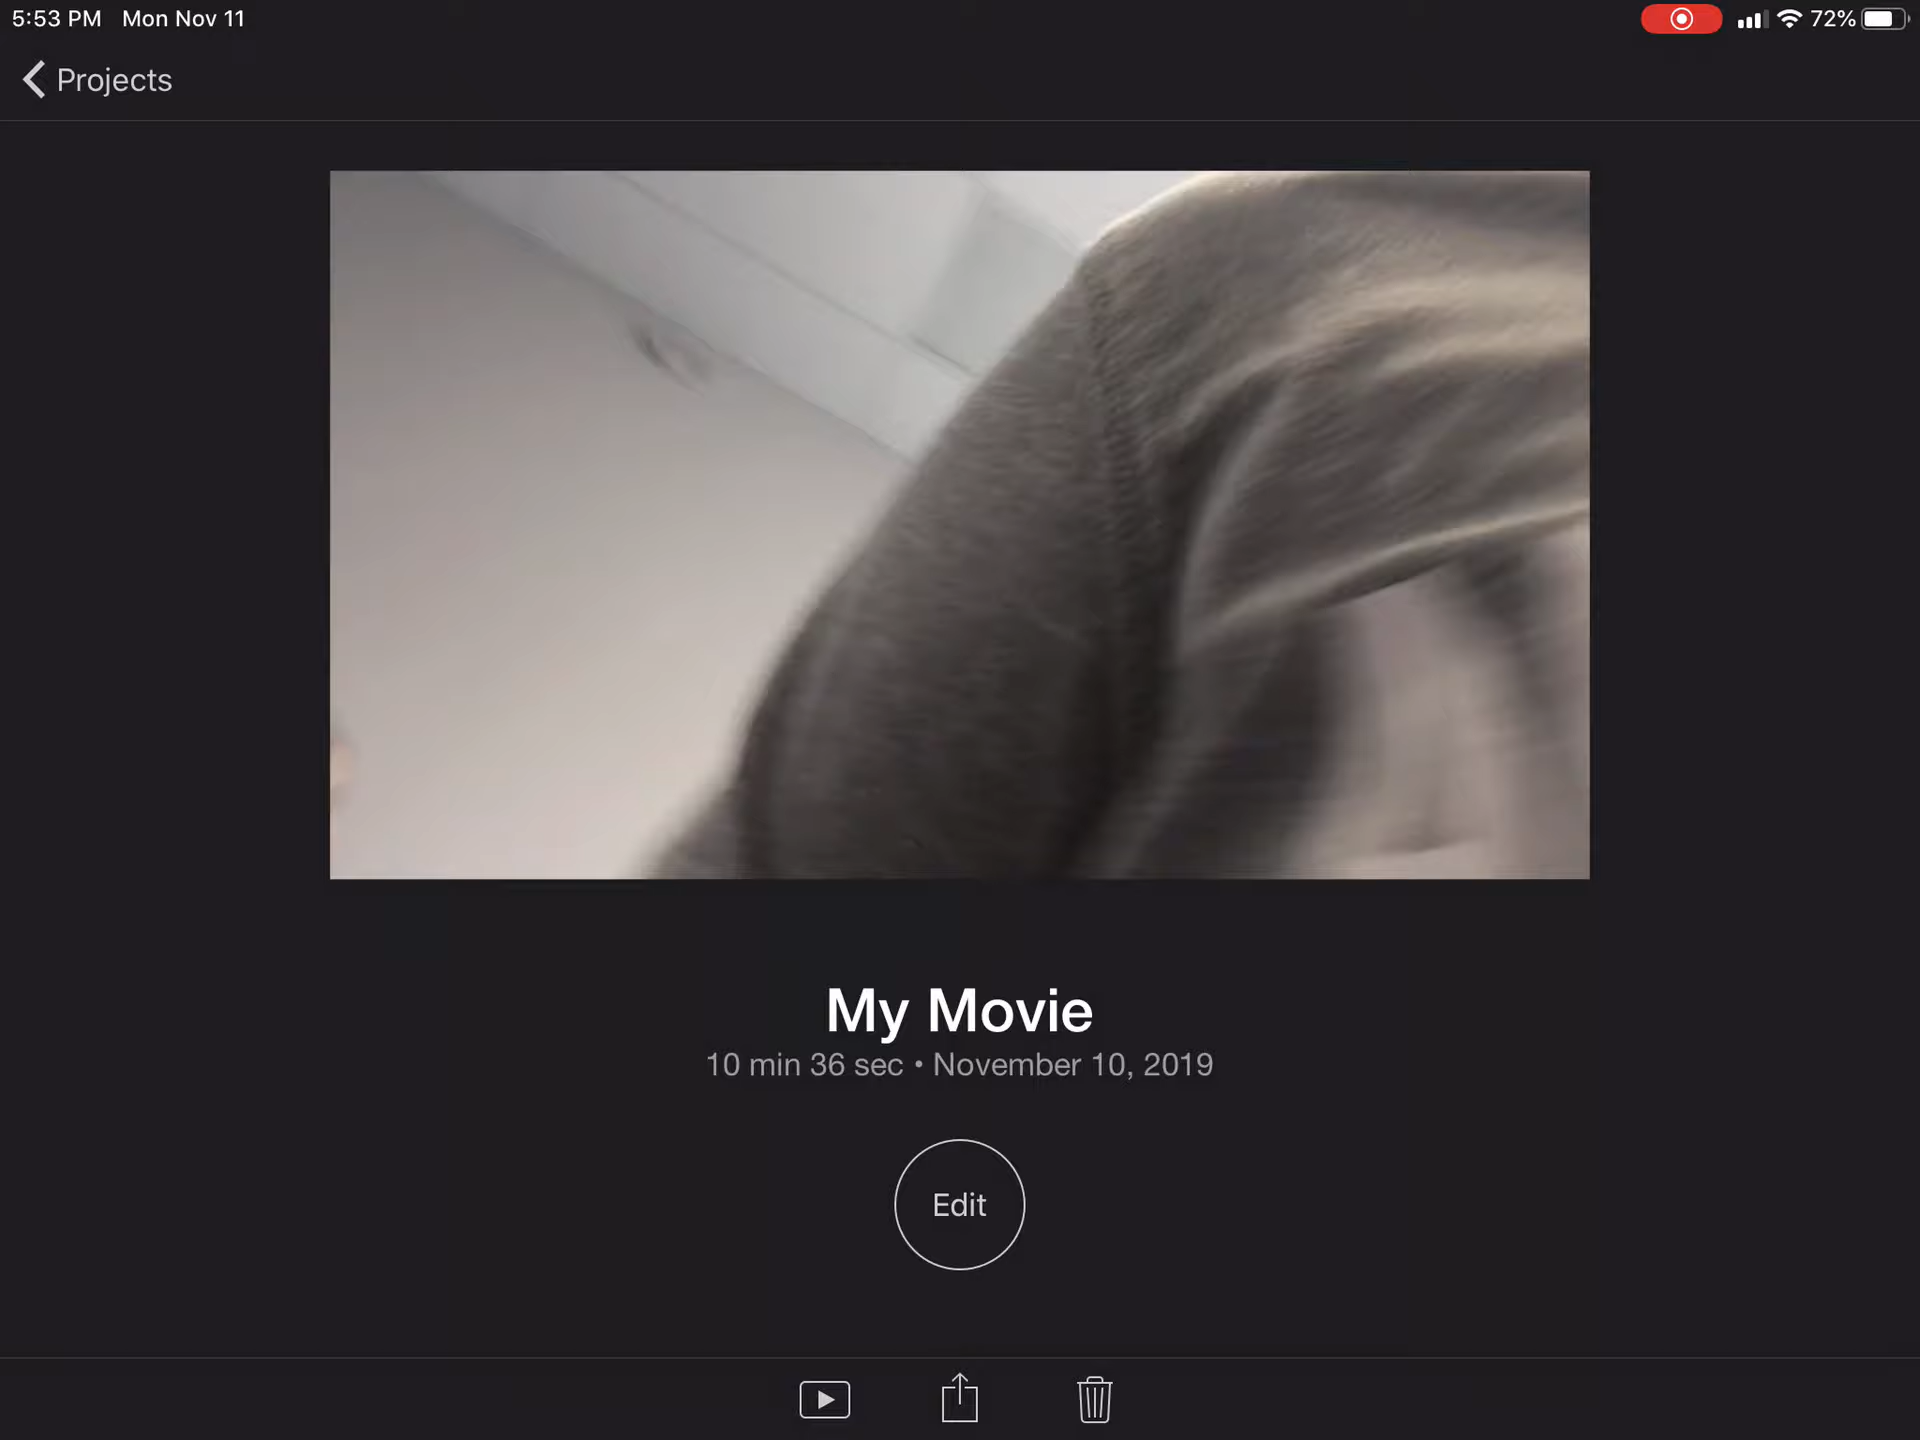 5:53 PM Mon Nov 11
72%
Projects
My Movie
10 min 36 sec • November 10, 2019
Edit